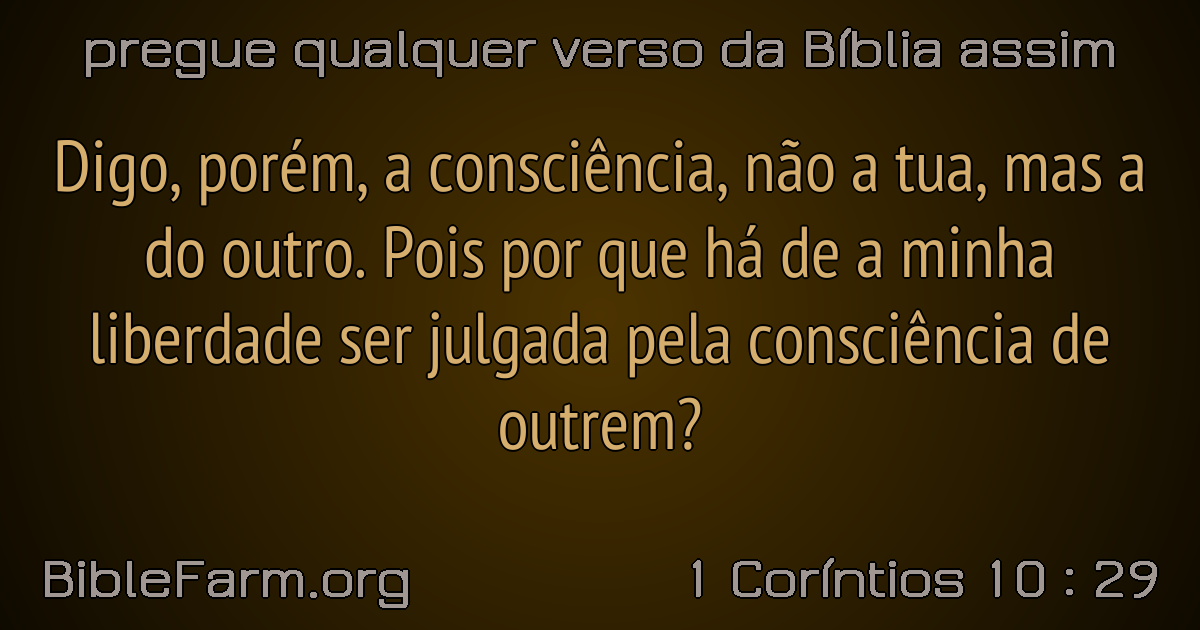 pregue qualquer verso da Bíblia assim
Digo, porém, a consciência, não a tua, mas a
do outro. Pois por que há de a minha
liberdade ser julgada pela consciência de
outrem?
BibleFarm.org
1 Coríntios 10 : 29